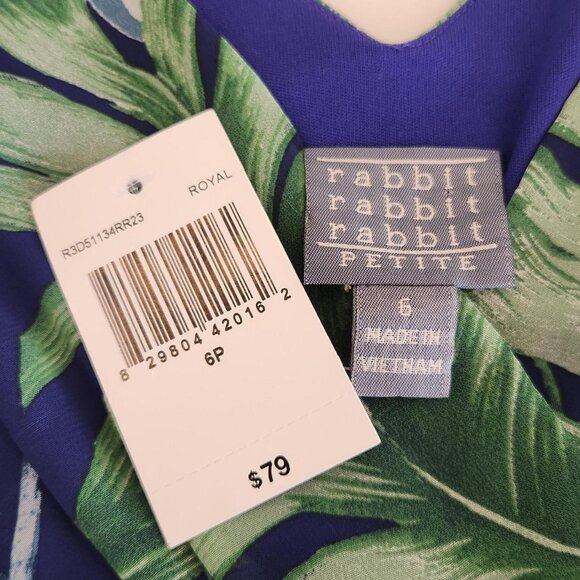 R3D51134RR23
ROYAL
8 29804 42016 2
6P
$79
rabbit
rabbit
rabbit
PETITE
6
MADE IN
VIETNAM